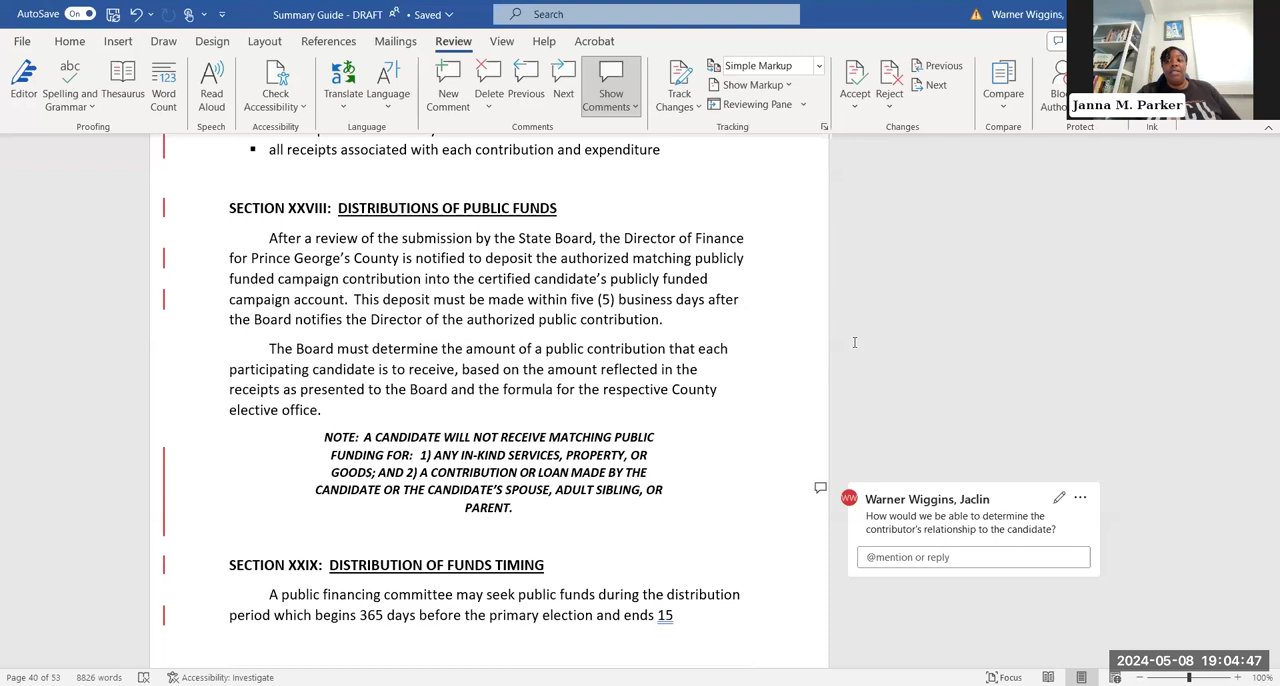 AutoSave On Summary Guide - DRAFT • Saved Search Warner Wiggins,
File Home Insert Draw Design Layout References Mailings Review View Help Acrobat
Editor Spelling and Grammar Thesaurus Word Count Read Aloud Check Accessibility Translate Language New Comment Delete Previous Next Show Comments Track Changes Simple Markup Show Markup Reviewing Pane Accept Reject Previous Next Compare
Proofing Speech Accessibility Language Comments Tracking Changes Compare Protect Ink
Janna M. Parker
▪ all receipts associated with each contribution and expenditure
SECTION XXVIII: DISTRIBUTIONS OF PUBLIC FUNDS
After a review of the submission by the State Board, the Director of Finance
for Prince George's County is notified to deposit the authorized matching publicly
funded campaign contribution into the certified candidate's publicly funded
campaign account. This deposit must be made within five (5) business days after
the Board notifies the Director of the authorized public contribution.
The Board must determine the amount of a public contribution that each
participating candidate is to receive, based on the amount reflected in the
receipts as presented to the Board and the formula for the respective County
elective office.
NOTE: A CANDIDATE WILL NOT RECEIVE MATCHING PUBLIC
FUNDING FOR: 1) ANY IN-KIND SERVICES, PROPERTY, OR
GOODS; AND 2) A CONTRIBUTION OR LOAN MADE BY THE
CANDIDATE OR THE CANDIDATE'S SPOUSE, ADULT SIBLING, OR
PARENT.
WW Warner Wiggins, Jaclin
How would we be able to determine the
contributor's relationship to the candidate?
@mention or reply
SECTION XXIX: DISTRIBUTION OF FUNDS TIMING
A public financing committee may seek public funds during the distribution
period which begins 365 days before the primary election and ends 15
2024-05-08 19:04:47
Page 40 of 53 8826 words Accessibility: Investigate Focus 100%